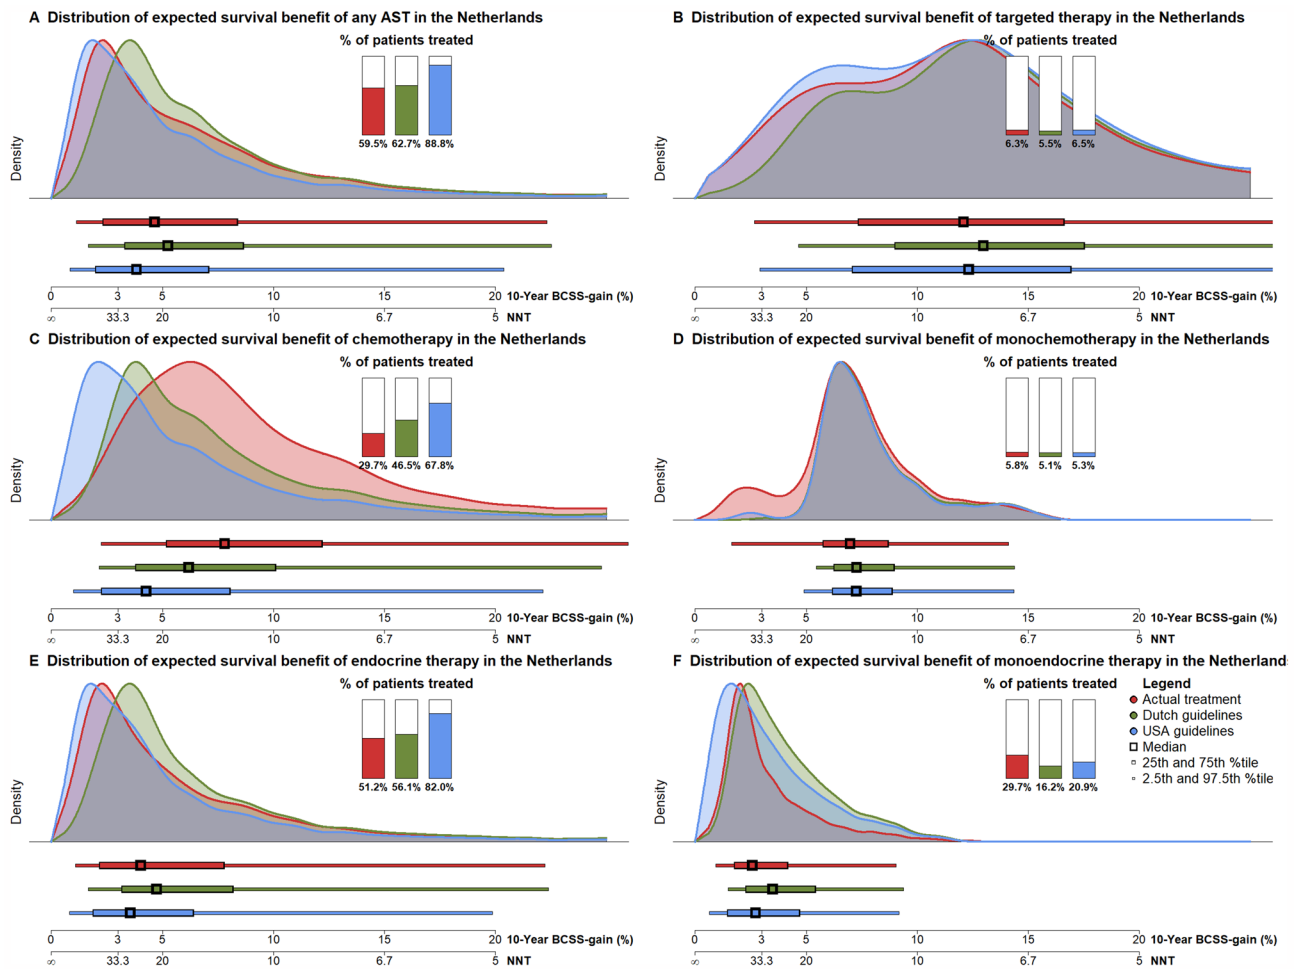 A Distribution of expected survival benefit of any AST in the Netherlands
% of patients treated
59.5% 62.7% 88.8%
Density
0 3 5 10 15 20 10-Year BCSS-gain (%)
∞ 33.3 20 10 6.7 5 NNT
B Distribution of expected survival benefit of targeted therapy in the Netherlands
% of patients treated
6.3% 5.5% 6.5%
Density
0 3 5 10 15 20 10-Year BCSS-gain (%)
∞ 33.3 20 10 6.7 5 NNT
C Distribution of expected survival benefit of chemotherapy in the Netherlands
% of patients treated
29.7% 46.5% 67.8%
Density
0 3 5 10 15 20 10-Year BCSS-gain (%)
∞ 33.3 20 10 6.7 5 NNT
D Distribution of expected survival benefit of monochemotherapy in the Netherlands
% of patients treated
5.8% 5.1% 5.3%
Density
0 3 5 10 15 20 10-Year BCSS-gain (%)
∞ 33.3 20 10 6.7 5 NNT
E Distribution of expected survival benefit of endocrine therapy in the Netherlands
% of patients treated
51.2% 56.1% 82.0%
Density
0 3 5 10 15 20 10-Year BCSS-gain (%)
∞ 33.3 20 10 6.7 5 NNT
F Distribution of expected survival benefit of monoendocrine therapy in the Netherland
% of patients treated
29.7% 16.2% 20.9%
Legend
Actual treatment
Dutch guidelines
USA guidelines
Median
25th and 75th %tile
2.5th and 97.5th %tile
Density
0 3 5 10 15 20 10-Year BCSS-gain (%)
∞ 33.3 20 10 6.7 5 NNT